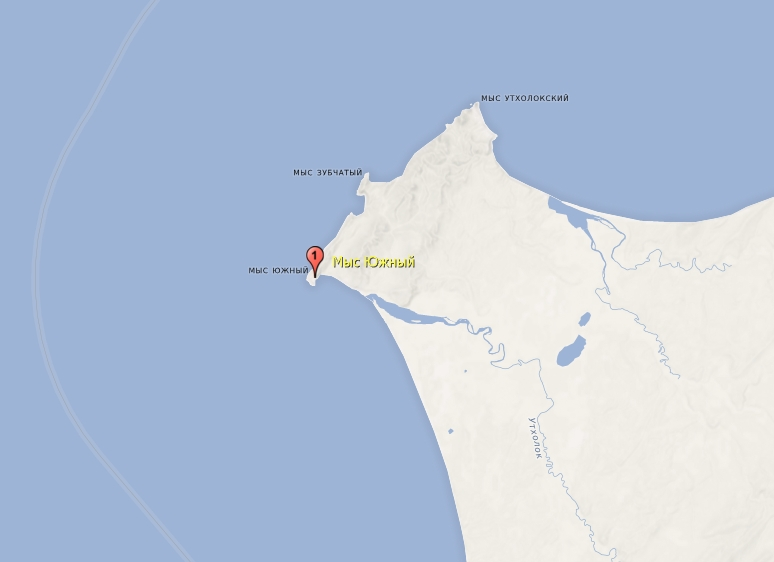 МЫС УТХОЛОКСКИЙ
МЫС ЗУБЧАТЫЙ
1
Мыс Южный
МЫС ЮЖНЫЙ
Утхолок